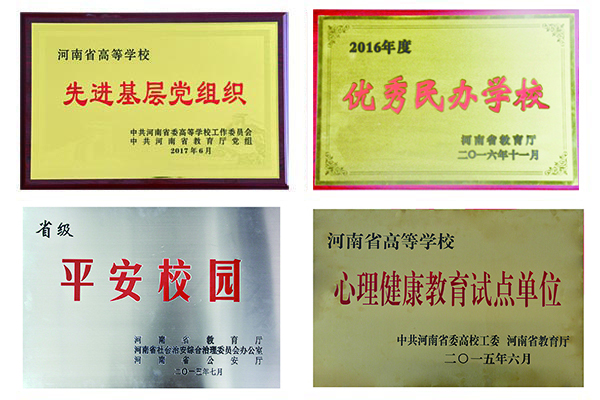 河南省高等学校
先进基层党组织
中共河南省委高等学校工作委员会
中共河南省教育厅党组
2017年6月
2016年度
优秀民办学校
河南省教育厅
二〇一六年十一月
省级
平安校园
河南省教育厅
河南省社会治安综合治理委员会办公室
河南省公安厅
二〇一三年七月
河南省高等学校
心理健康教育试点单位
中共河南省委高校工委 河南省教育厅
二〇一五年六月